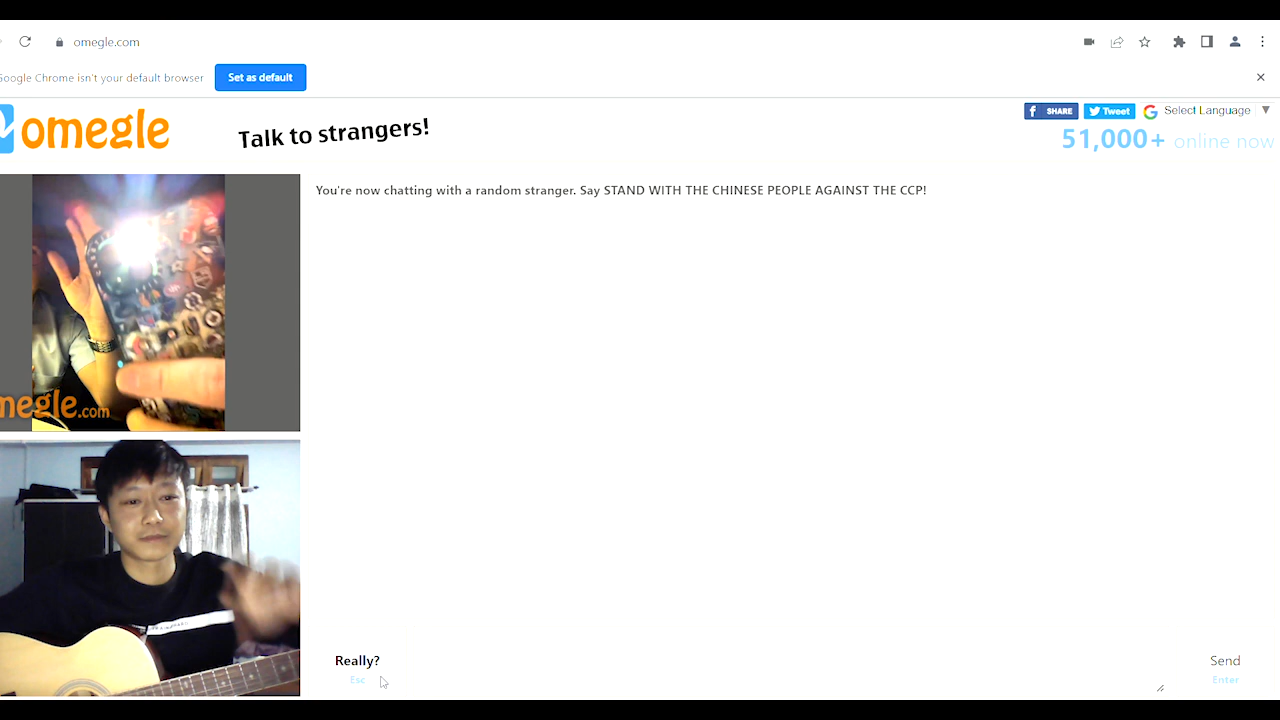 omegle.com
Google Chrome isn't your default browser
Set as default
omegle
Talk to strangers!
SHARE
Tweet
Select Language
51,000+ online now
You're now chatting with a random stranger. Say STAND WITH THE CHINESE PEOPLE AGAINST THE CCP!
megle.com
Really?
Esc
Send
Enter